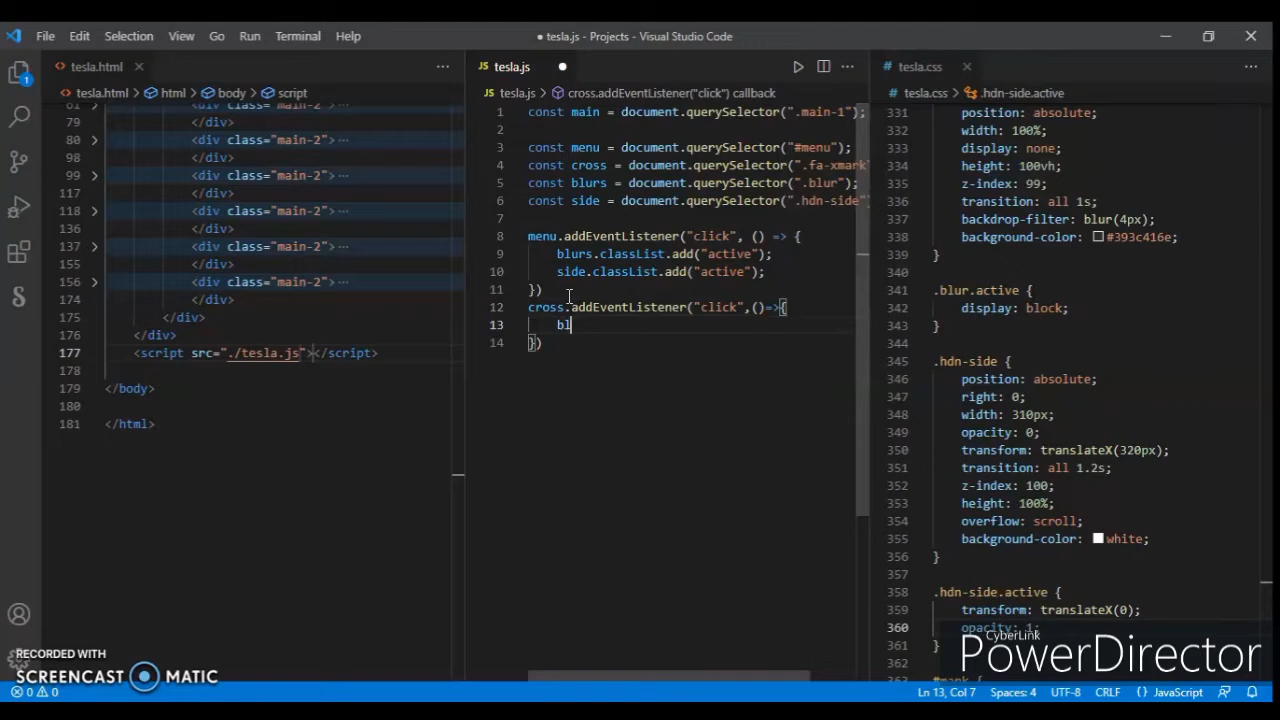 File Edit Selection View Go Run Terminal Help
● tesla.js - Projects - Visual Studio Code
tesla.html
tesla.html > html > body > script
79 </div>
80 <div class="main-2"> ...
98 </div>
99 <div class="main-2"> ...
117 </div>
118 <div class="main-2"> ...
136 </div>
137 <div class="main-2"> ...
155 </div>
156 <div class="main-2"> ...
174 </div>
175 </div>
176 </div>
177 <script src="./tesla.js"></script>
178
179 </body>
180
181 </html>
tesla.js
tesla.js > cross.addEventListener("click") callback
1 const main = document.querySelector(".main-1");
2
3 const menu = document.querySelector("#menu");
4 const cross = document.querySelector(".fa-xmark"
5 const blurs = document.querySelector(".blur");
6 const side = document.querySelector(".hdn-side"
7
8 menu.addEventListener("click", () => {
9 blurs.classList.add("active");
10 side.classList.add("active");
11 })
12 cross.addEventListener("click",()=>{
13 bl
14 })
tesla.css
tesla.css > .hdn-side.active
331 position: absolute;
332 width: 100%;
333 display: none;
334 height: 100vh;
335 z-index: 99;
336 transition: all 1s;
337 backdrop-filter: blur(4px);
338 background-color: #393c416e;
339 }
340
341 .blur.active {
342 display: block;
343 }
344
345 .hdn-side {
346 position: absolute;
347 right: 0;
348 width: 310px;
349 opacity: 0;
350 transform: translateX(320px);
351 transition: all 1.2s;
352 z-index: 100;
353 height: 100%;
354 overflow: scroll;
355 background-color: white;
356 }
357
358 .hdn-side.active {
359 transform: translateX(0);
360 opacity: 1;
361 }
362
1
RECORDED WITH
SCREENCAST MATIC
CyberLink
PowerDirector
0 0
Ln 13, Col 7 Spaces: 4 UTF-8 CRLF {} JavaScript